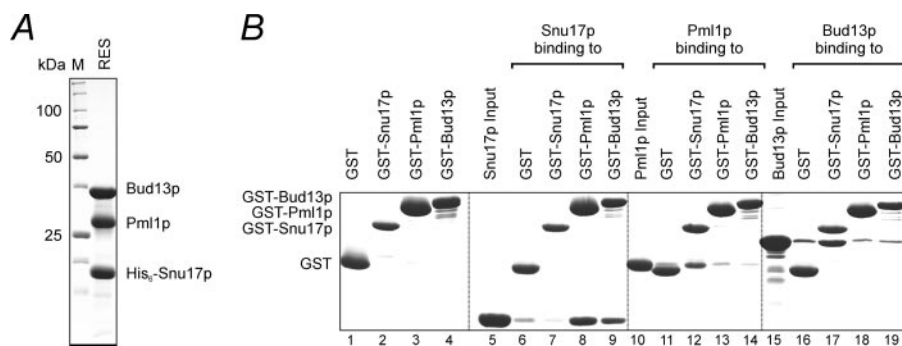 A
kDa M RES
100
50
25
Bud13p
Pml1p
His6-Snu17p
B
Snu17p binding to
Pml1p binding to
Bud13p binding to
GST
GST-Snu17p
GST-Pml1p
GST-Bud13p
Snu17p Input
GST
GST-Snu17p
GST-Pml1p
GST-Bud13p
Pml1p Input
GST
GST-Snu17p
GST-Pml1p
GST-Bud13p
Bud13p Input
GST
GST-Snu17p
GST-Pml1p
GST-Bud13p
GST-Bud13p
GST-Pml1p
GST-Snu17p
GST
1 2 3 4 5 6 7 8 9 10 11 12 13 14 15 16 17 18 19